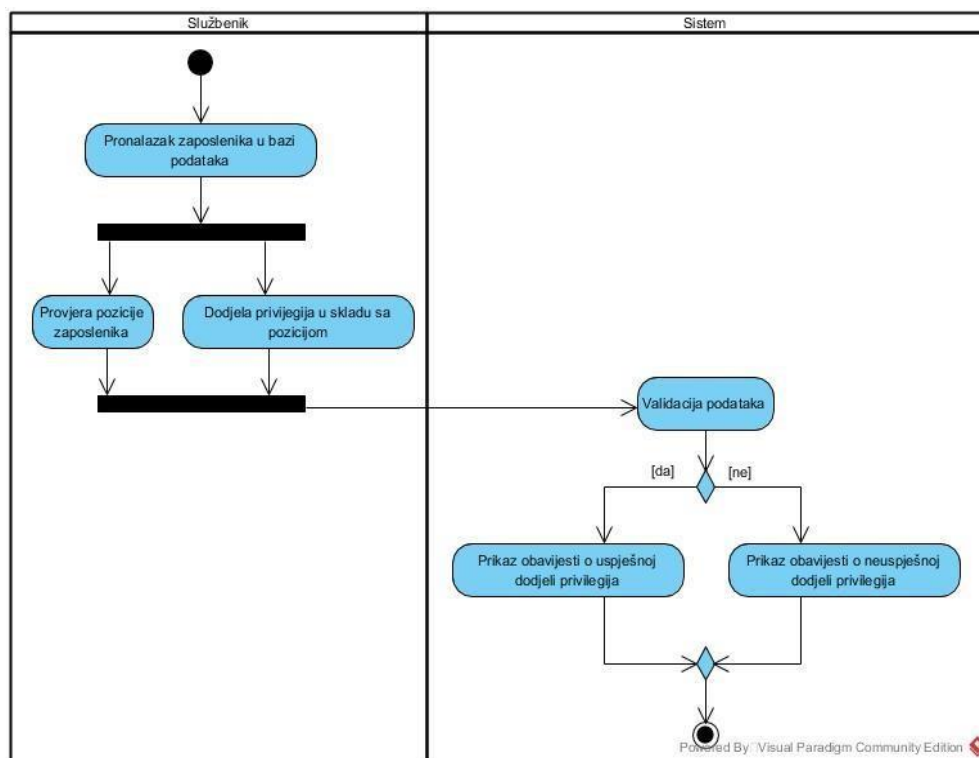 Službenik
Sistem
Pronalazak zaposlenika u bazi
podataka
Provjera pozicije
zaposlenika
Dodjela privijegija u skladu sa
pozicijom
Validacija podataka
[da]
[ne]
Prikaz obavijesti o uspješnoj
dodjeli privilegija
Prikaz obavijesti o neuspješnoj
dodjeli privilegija
Powered By Visual Paradigm Community Edition